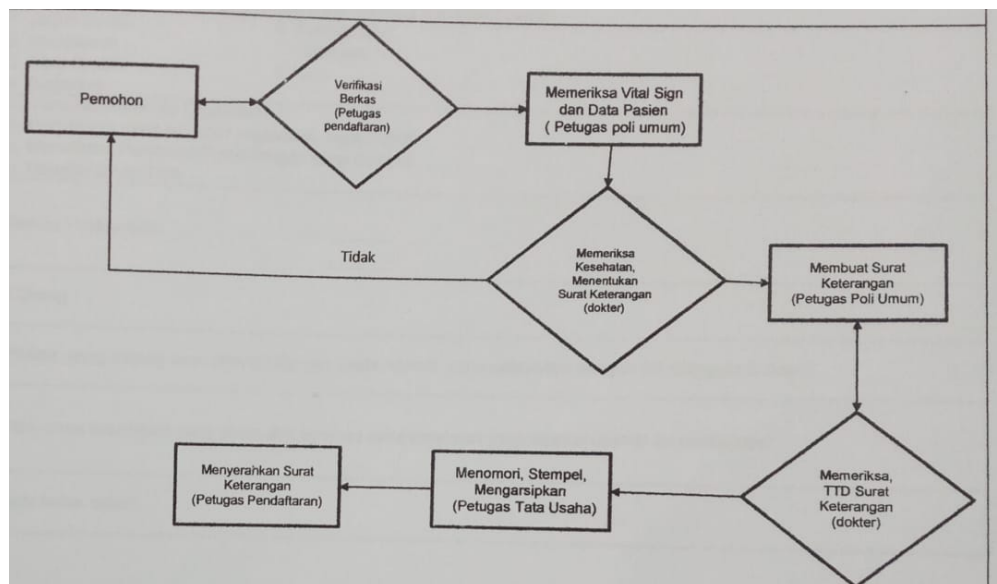 Pemohon
Verifikasi
Berkas
(Petugas
pendaftaran)
Memeriksa Vital Sign
dan Data Pasien
( Petugas poli umum)
Tidak
Memeriksa
Kesehatan,
Menentukan
Surat Keterangan
(dokter)
Membuat Surat
Keterangan
(Petugas Poli Umum)
Memeriksa,
TTD Surat
Keterangan
(dokter)
Menomori, Stempel,
Mengarsipkan
(Petugas Tata Usaha)
Menyerahkan Surat
Keterangan
(Petugas Pendaftaran)